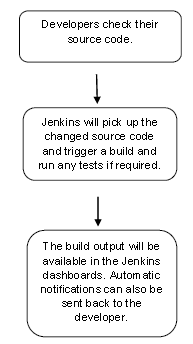 Developers check their
source code.
Jenkins will pick up the
changed source code
and trigger a build and
run any tests if required.
The build output will be
available in the Jenkins
dashboards. Automatic
notifications can also be
sent back to the
developer.